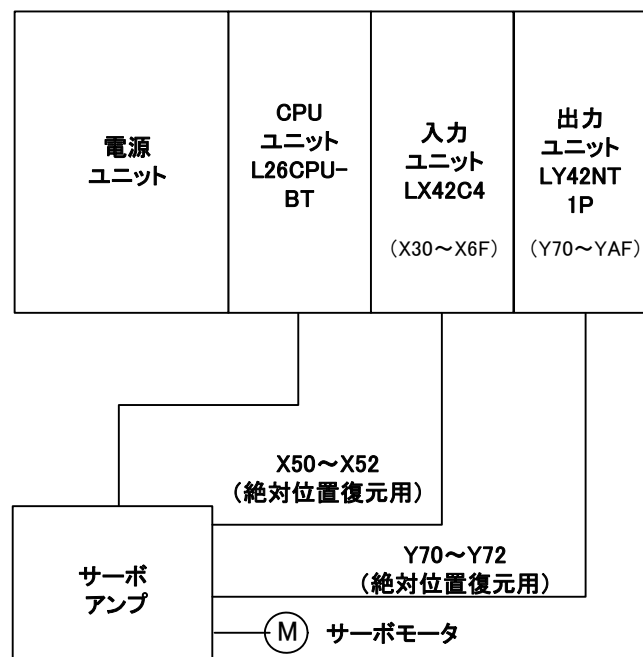 電源
ユニット
CPU
ユニット
L26CPU-
BT
入力
ユニット
LX42C4
（X30～X6F）
出力
ユニット
LY42NT
1P
（Y70～YAF）
X50～X52
（絶対位置復元用）
Y70～Y72
（絶対位置復元用）
サーボ
アンプ
M サーボモータ